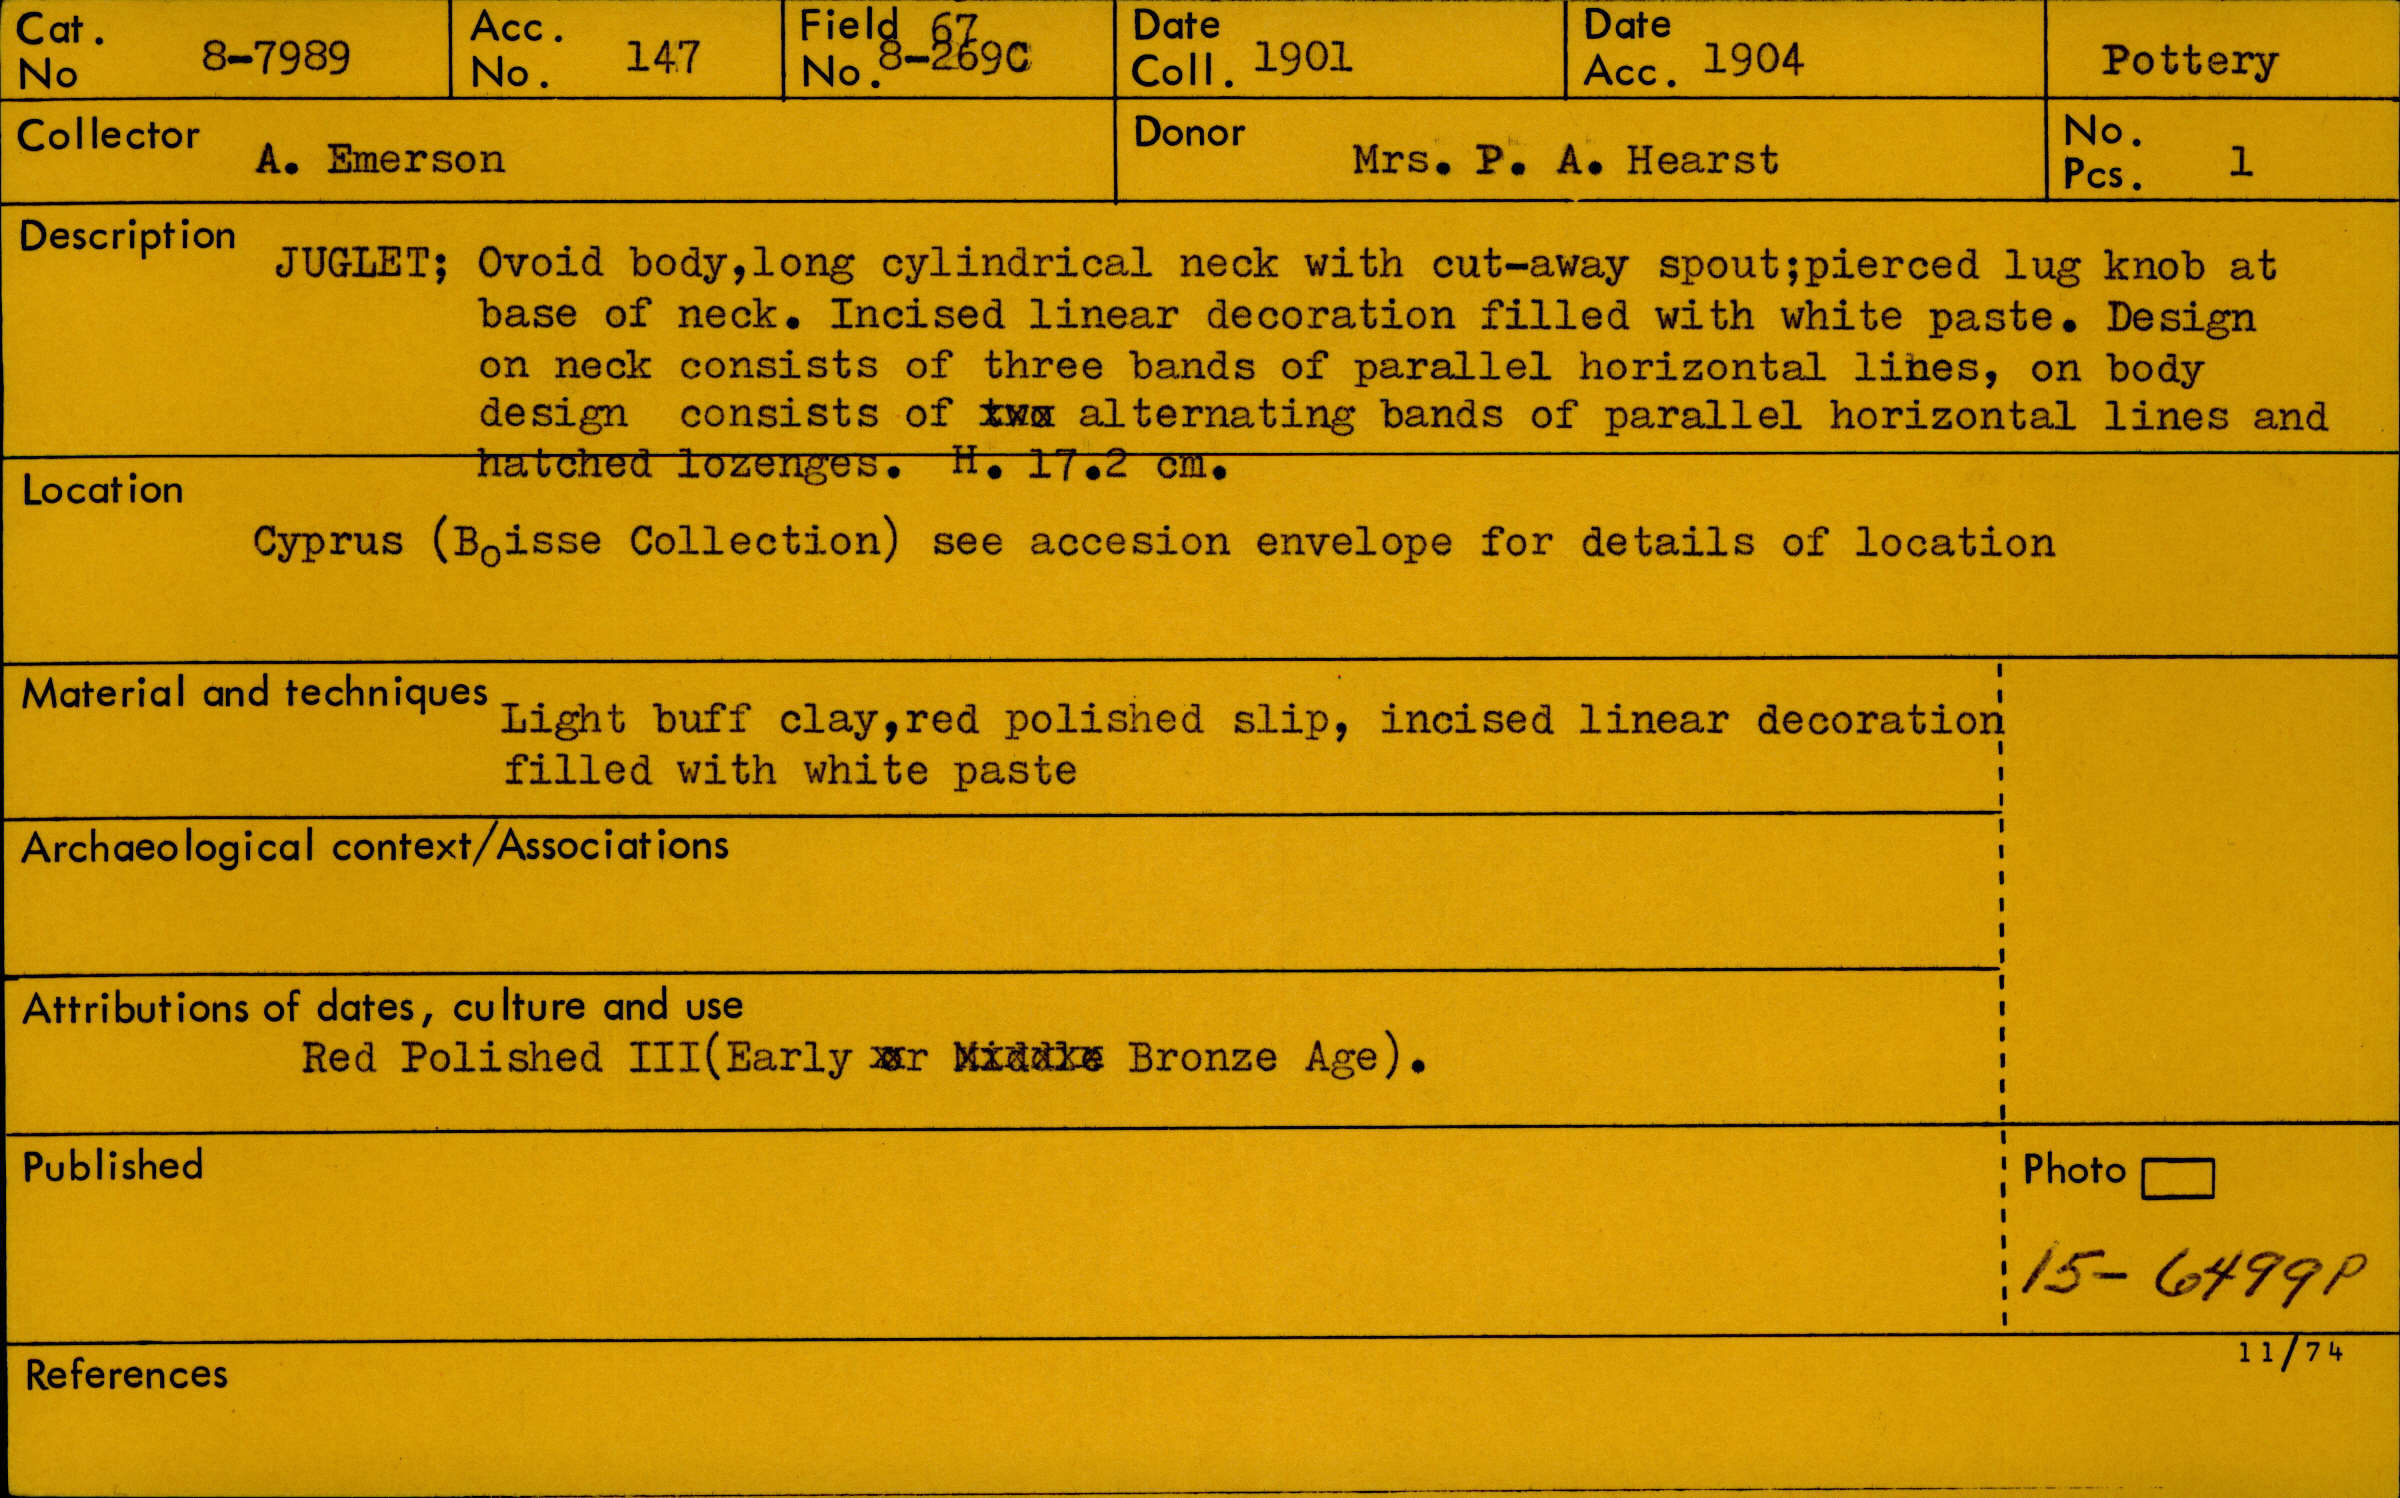 Cat. No 8-7989
Acc. No. 147
Field No. 67 8-269C
Date Coll. 1901
Date Acc. 1904
Pottery
Collector A. Emerson
Donor Mrs. P. A. Hearst
No. Pcs. 1
Description JUGLET; Ovoid body,long cylindrical neck with cut-away spout;pierced lug knob at
base of neck. Incised linear decoration filled with white paste. Design
on neck consists of three bands of parallel horizontal lines, on body
design consists of two alternating bands of parallel horizontal lines and
hatched lozenges. H. 17.2 cm.
Location
Cyprus (Boisse Collection) see accesion envelope for details of location
Material and techniques Light buff clay,red polished slip, incised linear decoration
filled with white paste
Archaeological context/Associations
Attributions of dates, culture and use
Red Polished III(Early or Middle Bronze Age).
Published
Photo
15-6499P
11/74
References